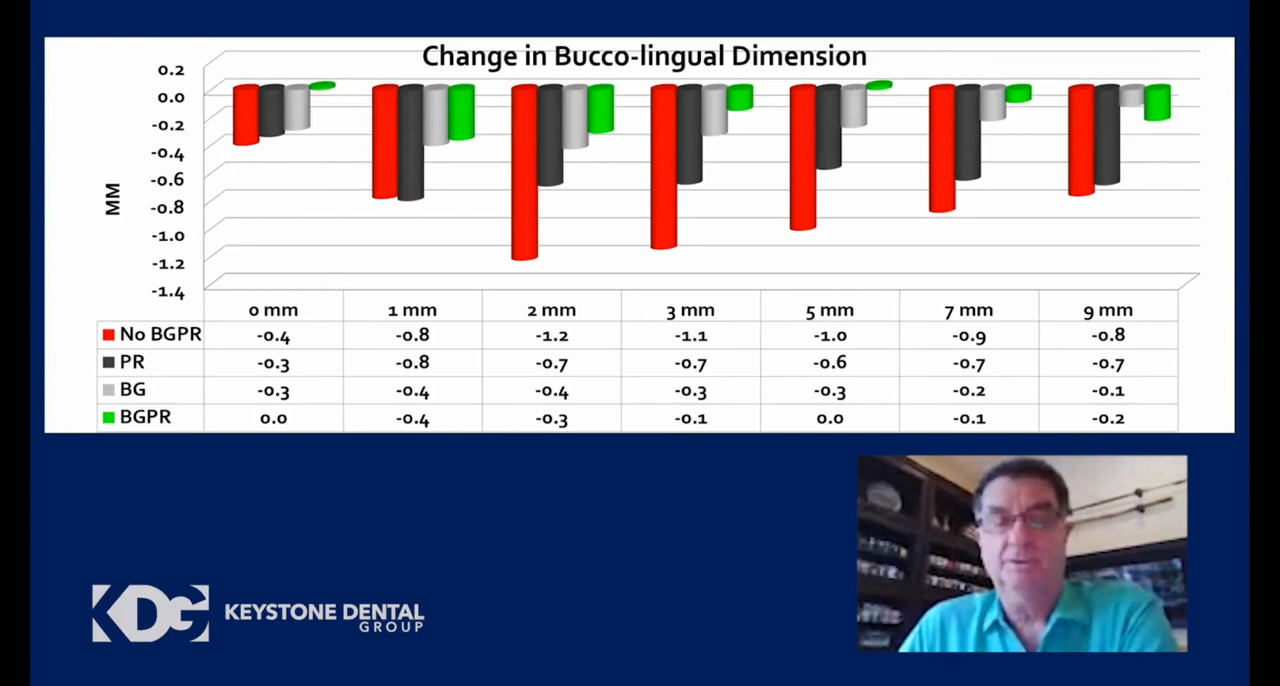 Change in Bucco-lingual Dimension
0.2
0.0
-0.2
-0.4
-0.6
-0.8
-1.0
-1.2
-1.4
MM
0 mm 1 mm 2 mm 3 mm 5 mm 7 mm 9 mm
No BGPR -0.4 -0.8 -1.2 -1.1 -1.0 -0.9 -0.8
PR -0.3 -0.8 -0.7 -0.7 -0.6 -0.7 -0.7
BG -0.3 -0.4 -0.4 -0.3 -0.3 -0.2 -0.1
BGPR 0.0 -0.4 -0.3 -0.1 0.0 -0.1 -0.2
KDG KEYSTONE DENTAL
GROUP